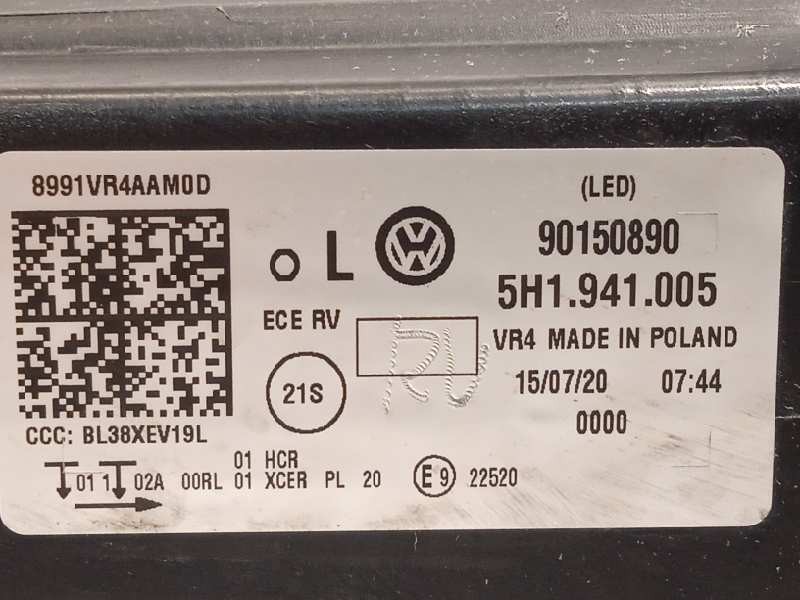 8991VR4AAM0D
(LED)
o L
90150890
5H1.941.005
ECE RV
VR4 MADE IN POLAND
21S
15/07/20 07:44
0000
CCC: BL38XEV19L
01 HCR
01 1 02A 00RL 01 XCER PL 20 E9 22520